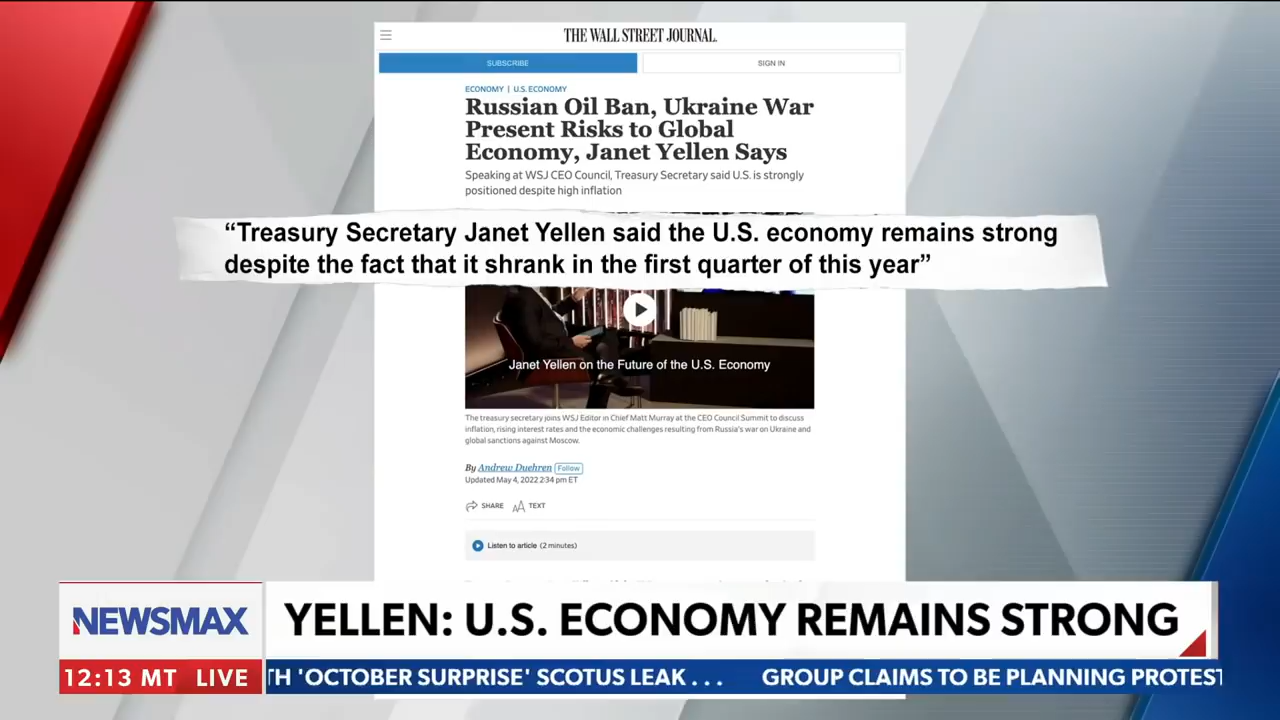 THE WALL STREET JOURNAL.
SUBSCRIBE
SIGN IN
ECONOMY | U.S. ECONOMY
Russian Oil Ban, Ukraine War
Present Risks to Global
Economy, Janet Yellen Says
Speaking at WSJ CEO Council, Treasury Secretary said U.S. is strongly
positioned despite high inflation
“Treasury Secretary Janet Yellen said the U.S. economy remains strong
despite the fact that it shrank in the first quarter of this year”
Janet Yellen on the Future of the U.S. Economy
The treasury secretary joins WSJ Editor in Chief Matt Murray at the CEO Council Summit to discuss
inflation, rising interest rates and the economic challenges resulting from Russia's war on Ukraine and
global sanctions against Moscow.
By Andrew Duehren Follow
Updated May 4, 2022 2:34 pm ET
SHARE AA TEXT
Listen to article (2 minutes)
NEWSMAX
YELLEN: U.S. ECONOMY REMAINS STRONG
12:13 MT LIVE
TH 'OCTOBER SURPRISE' SCOTUS LEAK . . . GROUP CLAIMS TO BE PLANNING PROTEST